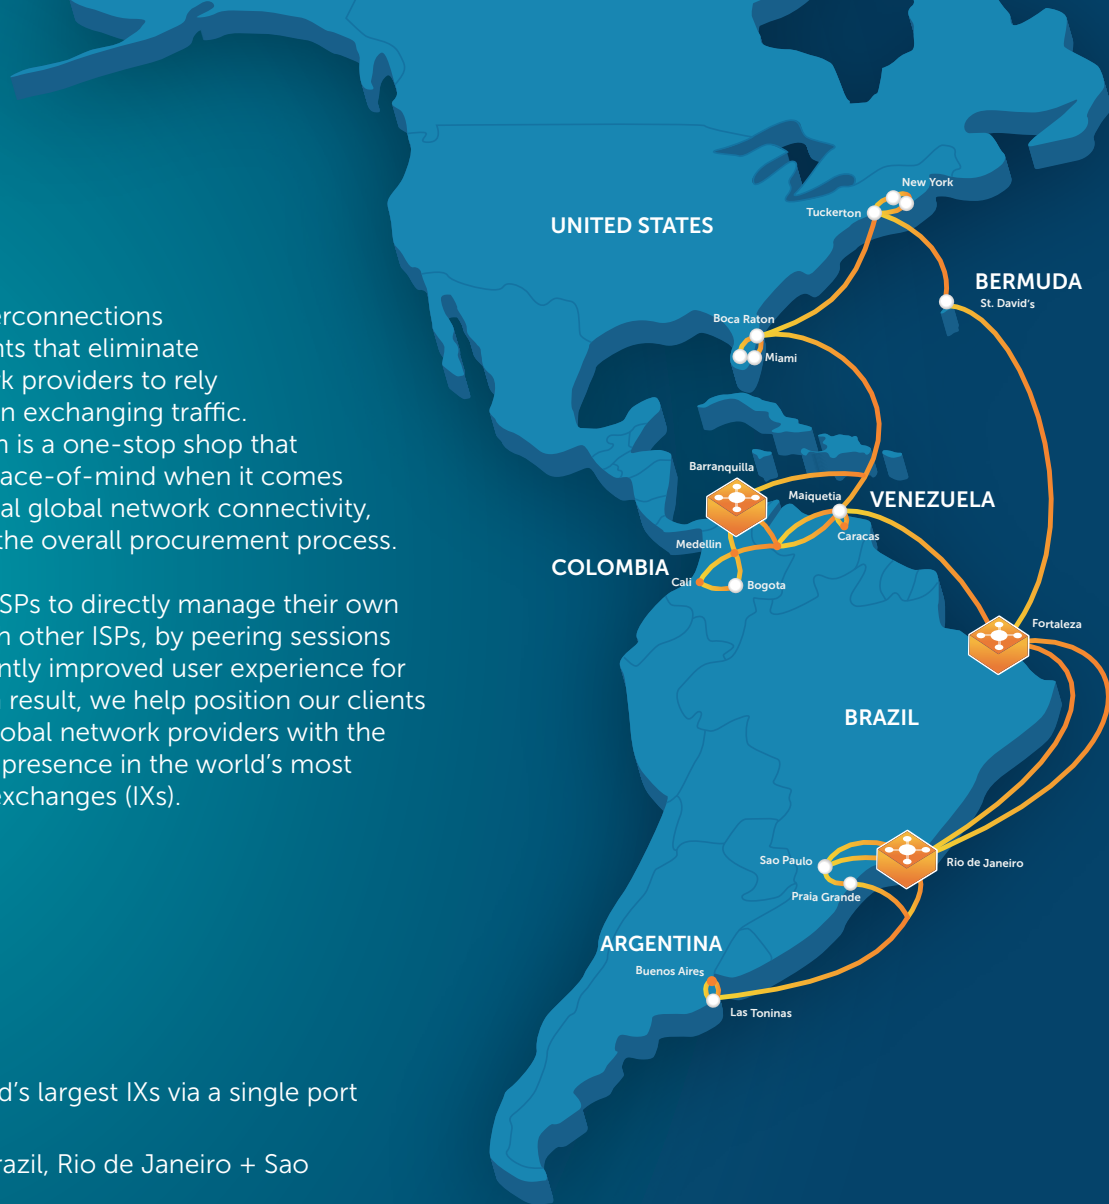 erconnections
nts that eliminate
k providers to rely
n exchanging traffic.
n is a one-stop shop that
ace-of-mind when it comes
al global network connectivity,
the overall procurement process.
SPs to directly manage their own
n other ISPs, by peering sessions
ntly improved user experience for
result, we help position our clients
obal network providers with the
presence in the world's most
exchanges (IXs).
d's largest IXs via a single port
razil, Rio de Janeiro + Sao
New York
Tuckerton
UNITED STATES
BERMUDA
St. David's
Boca Raton
Miami
Barranquilla
Maiquetia
VENEZUELA
Caracas
Medellin
COLOMBIA
Cali
Bogota
Fortaleza
BRAZIL
Sao Paulo
Rio de Janeiro
Praia Grande
ARGENTINA
Buenos Aires
Las Toninas